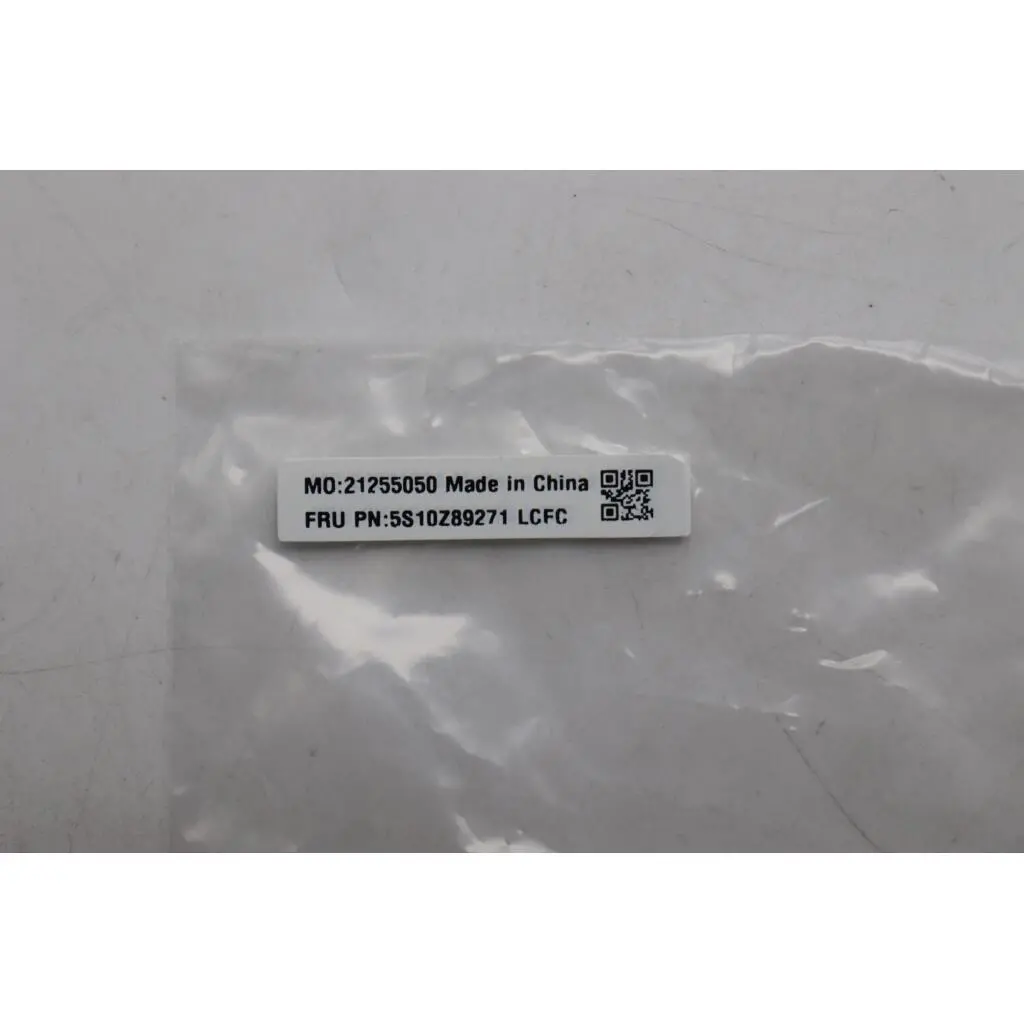 MO:21255050 Made in China
FRU PN:5S10Z89271 LCFC